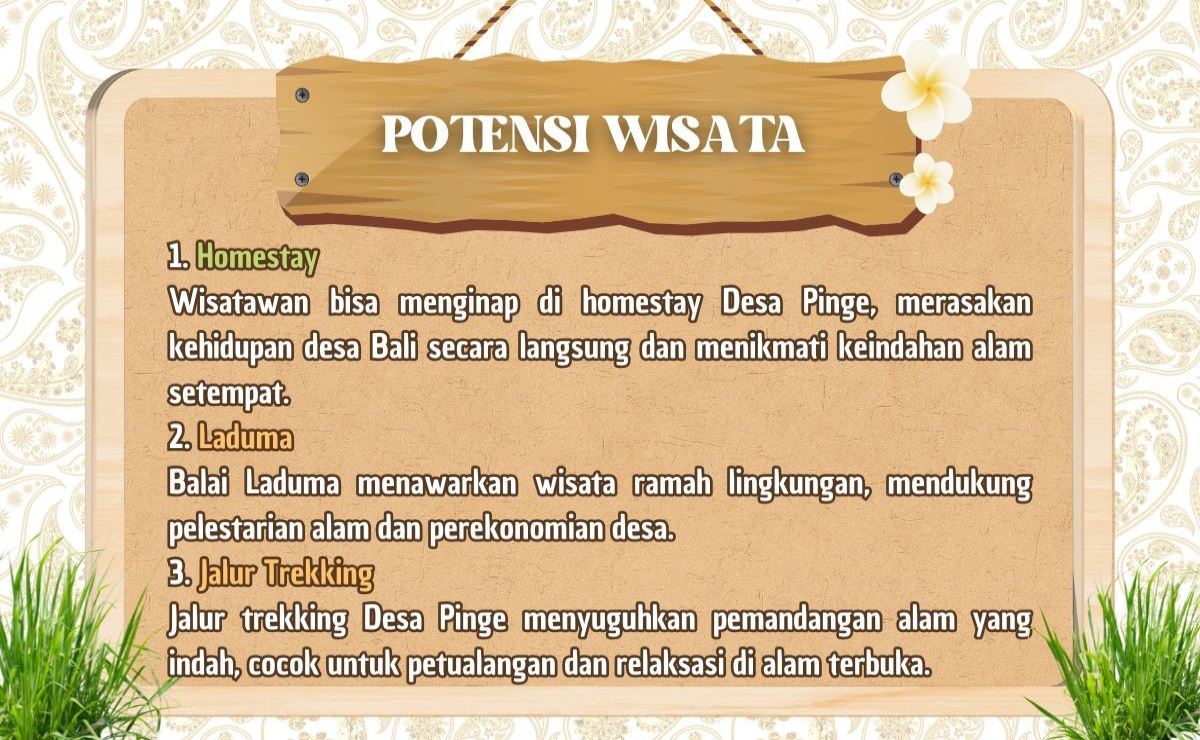 POTENSI WISATA
1. Homestay
Wisatawan bisa menginap di homestay Desa Pinge, merasakan
kehidupan desa Bali secara langsung dan menikmati keindahan alam
setempat.
2. Laduma
Balai Laduma menawarkan wisata ramah lingkungan, mendukung
pelestarian alam dan perekonomian desa.
3. Jalur Trekking
Jalur trekking Desa Pinge menyuguhkan pemandangan alam yang
indah, cocok untuk petualangan dan relaksasi di alam terbuka.